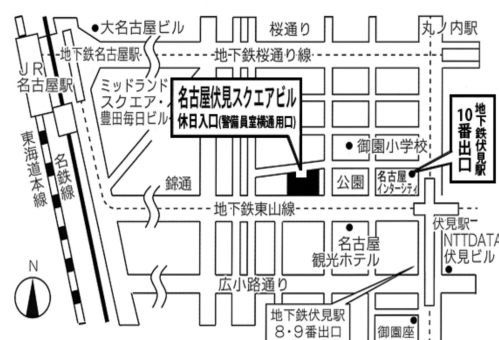 大名古屋ビル
桜通り
丸ノ内駅
地下鉄名古屋駅
地下鉄桜通り線
JR
名古屋駅
ミッドランド
スクエア・
豊田毎日ビル
名古屋伏見スクエアビル
休日入口(警備員室横通用口)
地下鉄伏見駅
10番出口
御園小学校
東海道本線
名鉄線
錦通
公園
名古屋
インターシティ
地下鉄東山線
伏見駅
名古屋
観光ホテル
NTTDATA
伏見ビル
広小路通り
N
地下鉄伏見駅
8・9番出口
御園座